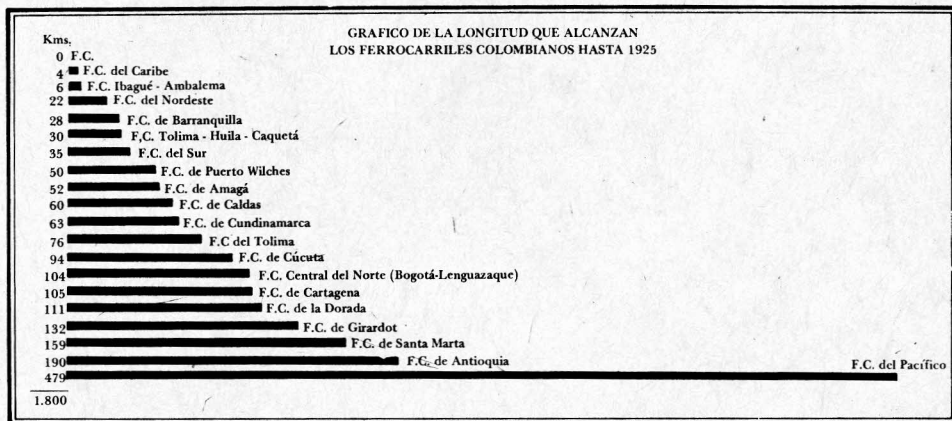 GRAFICO DE LA LONGITUD QUE ALCANZAN
LOS FERROCARRILES COLOMBIANOS HASTA 1925
Kms.
0 F.C.
4 F.C. del Caribe
6 F.C. Ibagué - Ambalema
22 F.C. del Nordeste
28 F.C. de Barranquilla
30 F.C. Tolima - Huila - Caquetá
35 F.C. del Sur
50 F.C. de Puerto Wilches
52 F.C. de Amagá
60 F.C. de Caldas
63 F.C. de Cundinamarca
76 F.C del Tolima
94 F.C. de Cúcuta
104 F.C. Central del Norte (Bogotá-Lenguazaque)
105 F.C. de Cartagena
111 F.C. de la Dorada
132 F.C. de Girardot
159 F.C. de Santa Marta
190 F.C. de Antioquia
479 F.C. del Pacífico
1.800